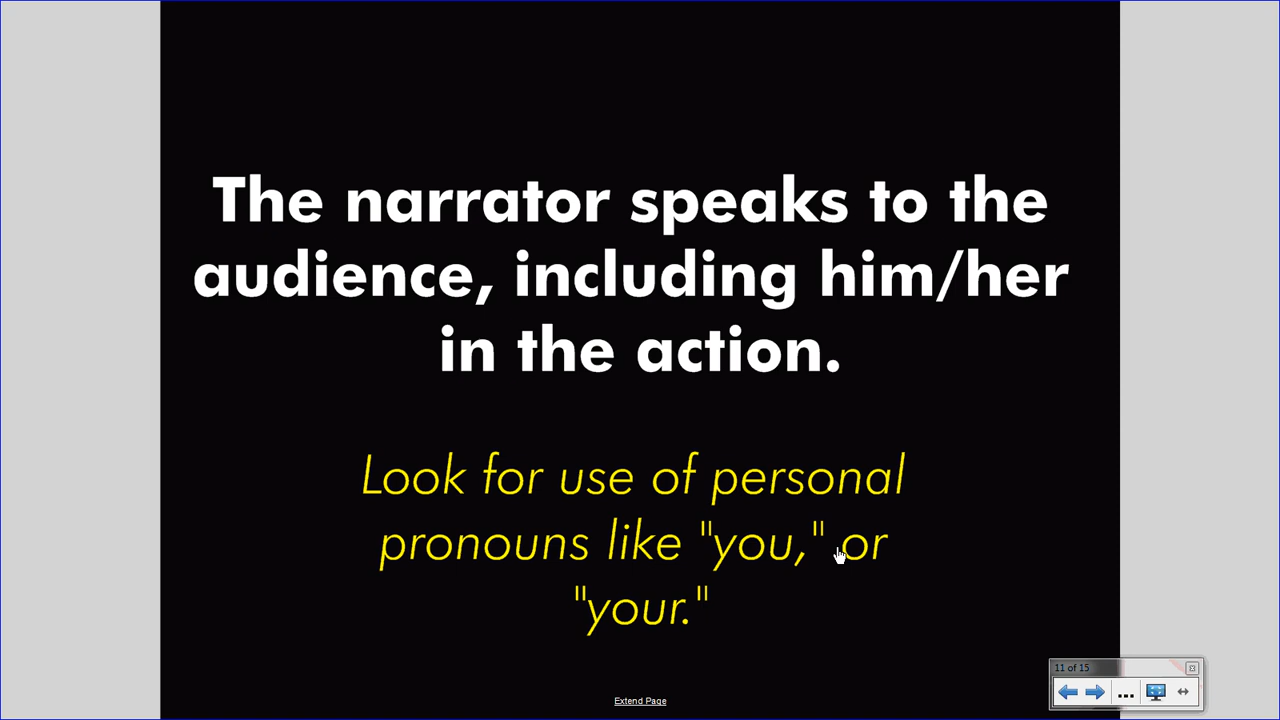 The narrator speaks to the
audience, including him/her
in the action.
Look for use of personal
pronouns like "you," or
"your."
11 of 15
...
Extend Page